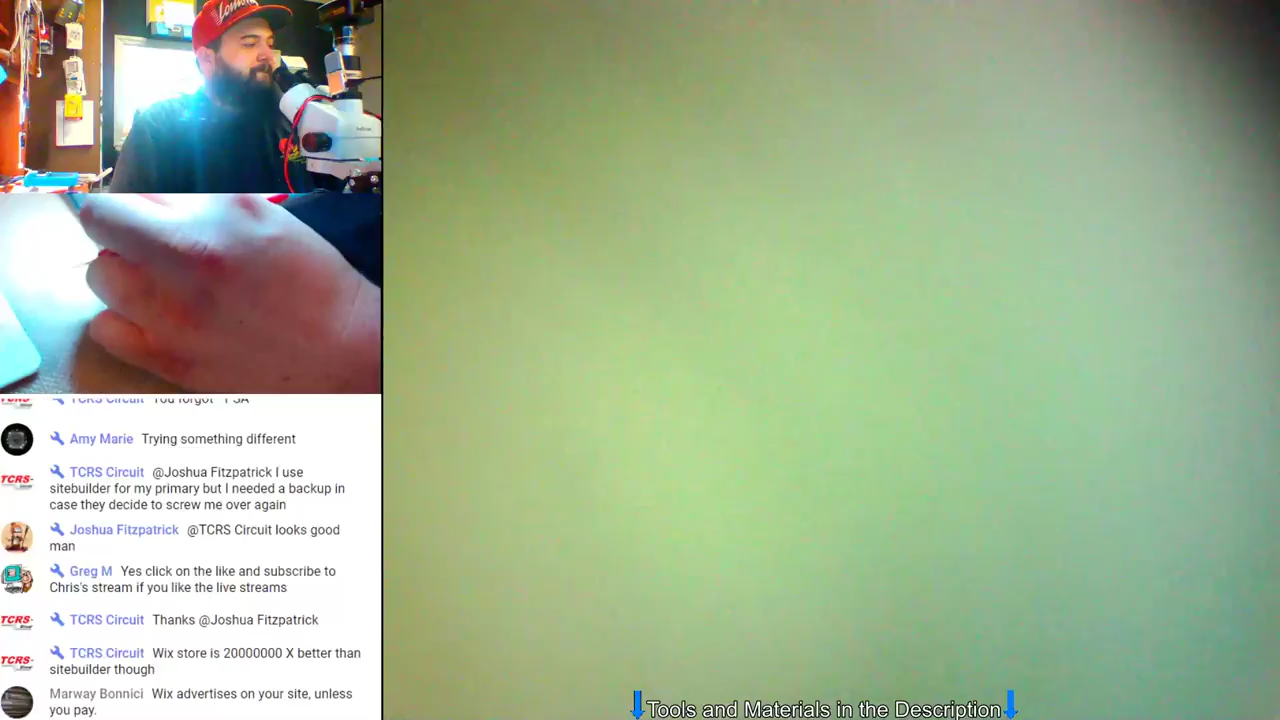 TCRS Circuit You forgot
Amy Marie Trying something different
TCRS Circuit @Joshua Fitzpatrick I use
sitebuilder for my primary but I needed a backup in
case they decide to screw me over again
Joshua Fitzpatrick @TCRS Circuit looks good
man
Greg M Yes click on the like and subscribe to
Chris's stream if you like the live streams
TCRS Circuit Thanks @Joshua Fitzpatrick
TCRS Circuit Wix store is 20000000 X better than
sitebuilder though
Marway Bonnici Wix advertises on your site, unless
you pay.
Tools and Materials in the Description